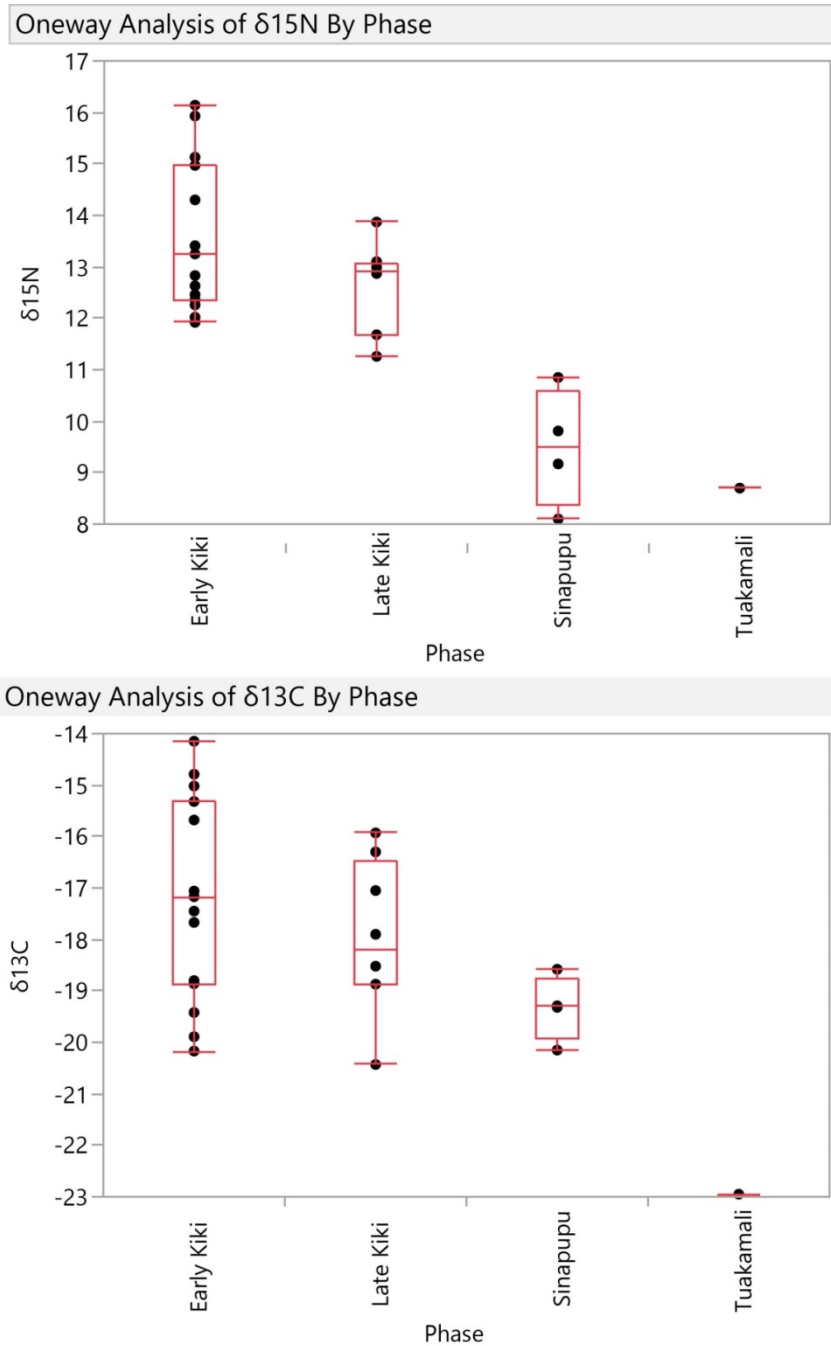 Oneway Analysis of δ15N By Phase
17
16
15
14
13
12
11
10
9
8
δ15N
Early Kiki
Late Kiki
Sinapupu
Tuakamali
Phase
Oneway Analysis of δ13C By Phase
-14
-15
-16
-17
-18
-19
-20
-21
-22
-23
δ13C
Early Kiki
Late Kiki
Sinapupu
Tuakamali
Phase